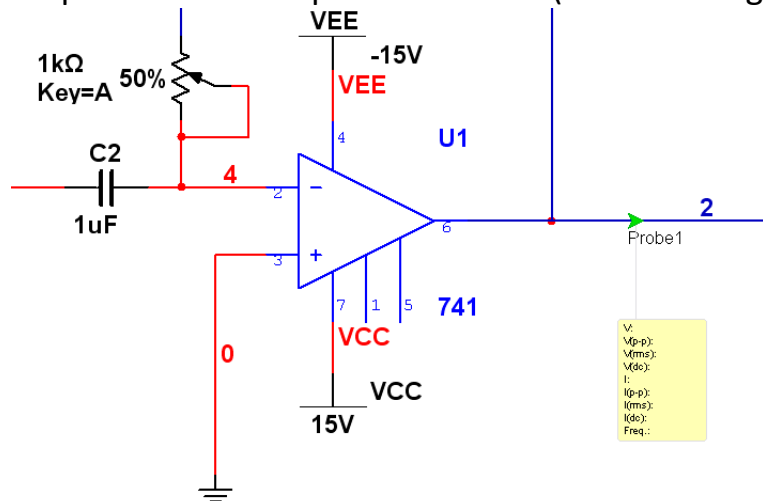 VEE
-15V
1kΩ
Key=A
50%
VEE
4
U1
C2
4
2
1uF
6
2
Probe1
3
7
1
5
741
VCC
0
VCC
15V
V:
V(p-p):
V(rms):
V(dc):
I:
I(p-p):
I(rms):
I(dc):
Freq.: